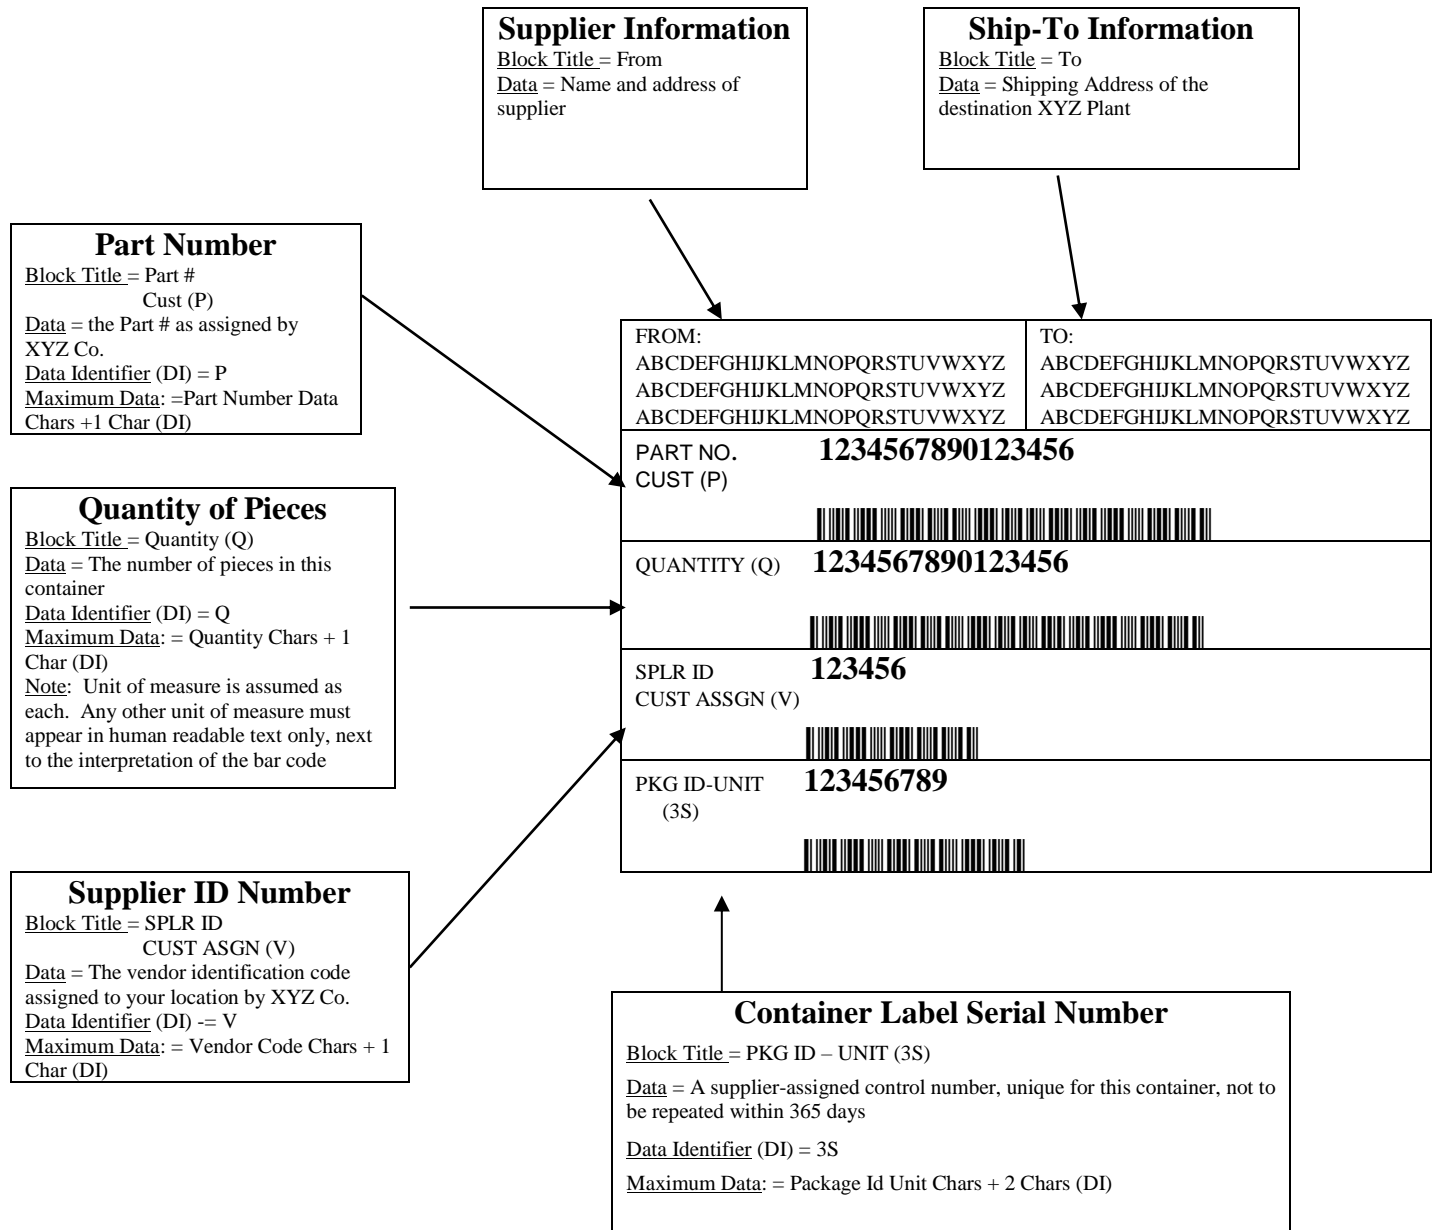 Supplier Information
Block Title = From
Data = Name and address of
supplier
Ship-To Information
Block Title = To
Data = Shipping Address of the
destination XYZ Plant
Part Number
Block Title = Part #
Cust (P)
Data = the Part # as assigned by
XYZ Co.
Data Identifier (DI) = P
Maximum Data: =Part Number Data
Chars +1 Char (DI)
Quantity of Pieces
Block Title = Quantity (Q)
Data = The number of pieces in this
container
Data Identifier (DI) = Q
Maximum Data: = Quantity Chars + 1
Char (DI)
Note: Unit of measure is assumed as
each. Any other unit of measure must
appear in human readable text only, next
to the interpretation of the bar code
Supplier ID Number
Block Title = SPLR ID
CUST ASGN (V)
Data = The vendor identification code
assigned to your location by XYZ Co.
Data Identifier (DI) -= V
Maximum Data: = Vendor Code Chars + 1
Char (DI)
FROM:
ABCDEFGHIJKLMNOPQRSTUVWXYZ
ABCDEFGHIJKLMNOPQRSTUVWXYZ
ABCDEFGHIJKLMNOPQRSTUVWXYZ
TO:
ABCDEFGHIJKLMNOPQRSTUVWXYZ
ABCDEFGHIJKLMNOPQRSTUVWXYZ
ABCDEFGHIJKLMNOPQRSTUVWXYZ
PART NO. 1234567890123456
CUST (P)
QUANTITY (Q) 1234567890123456
SPLR ID 123456
CUST ASSGN (V)
PKG ID-UNIT 123456789
(3S)
Container Label Serial Number
Block Title = PKG ID – UNIT (3S)
Data = A supplier-assigned control number, unique for this container, not to
be repeated within 365 days
Data Identifier (DI) = 3S
Maximum Data: = Package Id Unit Chars + 2 Chars (DI)